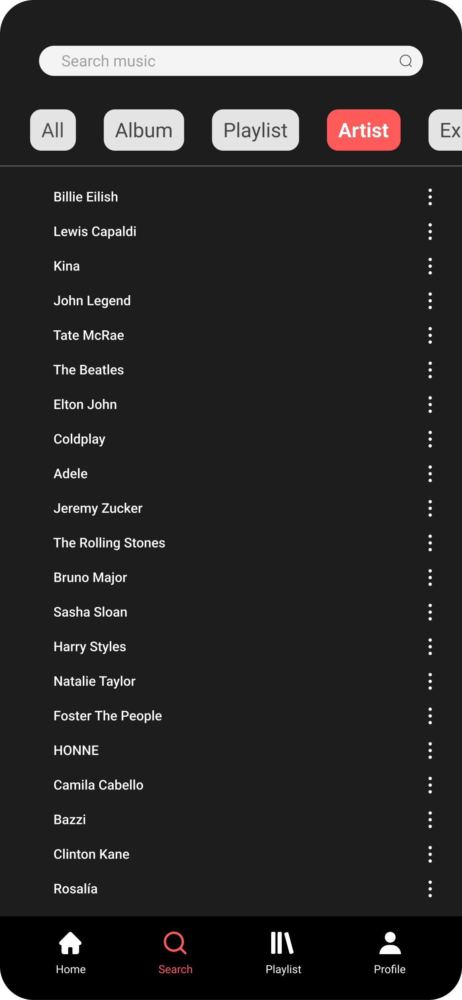 Search music
All Album Playlist Artist Ex
Billie Eilish
Lewis Capaldi
Kina
John Legend
Tate McRae
The Beatles
Elton John
Coldplay
Adele
Jeremy Zucker
The Rolling Stones
Bruno Major
Sasha Sloan
Harry Styles
Natalie Taylor
Foster The People
HONNE
Camila Cabello
Bazzi
Clinton Kane
Rosalía
Home Search Playlist Profile